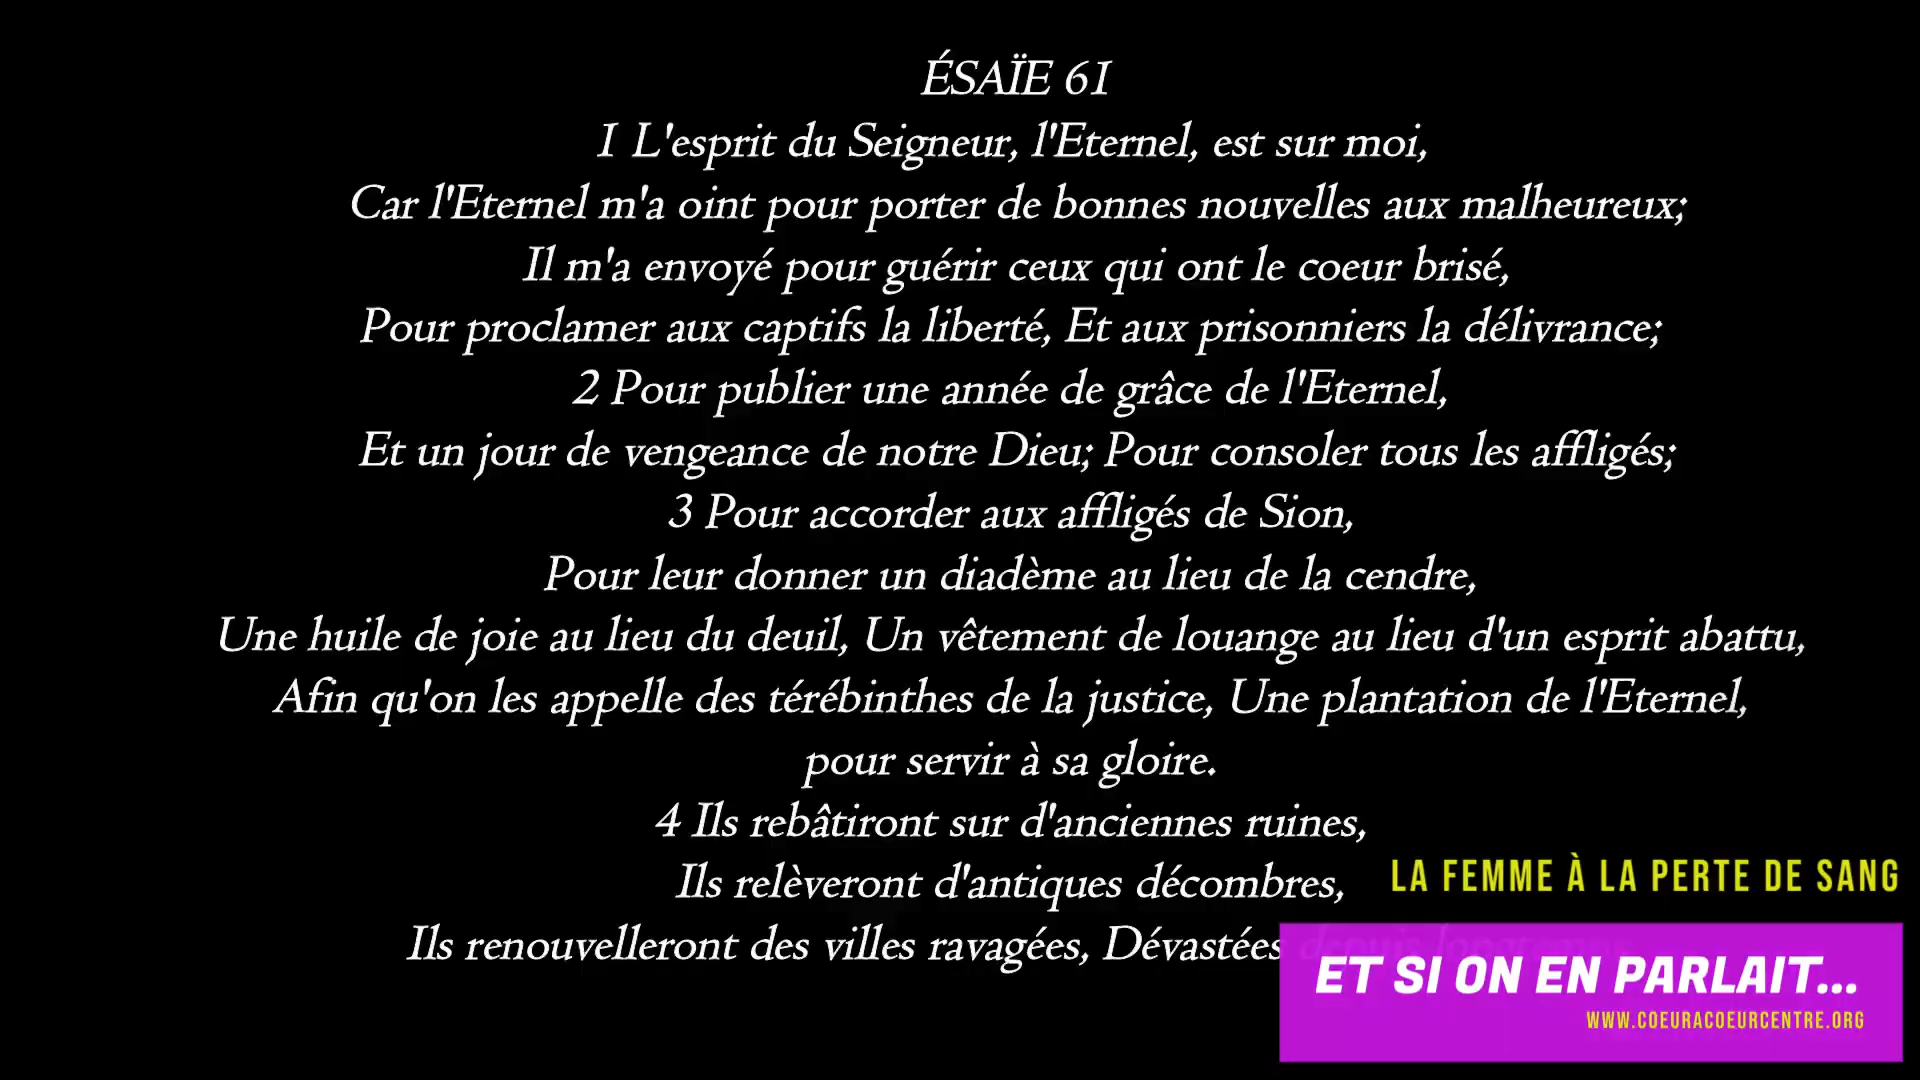 ÉSAÏE 61
1 L'esprit du Seigneur, l'Eternel, est sur moi,
Car l'Eternel m'a oint pour porter de bonnes nouvelles aux malheureux;
Il m'a envoyé pour guérir ceux qui ont le coeur brisé,
Pour proclamer aux captifs la liberté, Et aux prisonniers la délivrance;
2 Pour publier une année de grâce de l'Eternel,
Et un jour de vengeance de notre Dieu; Pour consoler tous les affligés;
3 Pour accorder aux affligés de Sion,
Pour leur donner un diadème au lieu de la cendre,
Une huile de joie au lieu du deuil, Un vêtement de louange au lieu d'un esprit abattu,
Afin qu'on les appelle des térébinthes de la justice, Une plantation de l'Eternel,
pour servir à sa gloire.
4 Ils rebâtiront sur d'anciennes ruines,
Ils relèveront d'antiques décombres,
Ils renouvelleront des villes ravagées, Dévastées
LA FEMME À LA PERTE DE SANG
ET SI ON EN PARLAIT...
WWW.COEURACOEURCENTRE.ORG